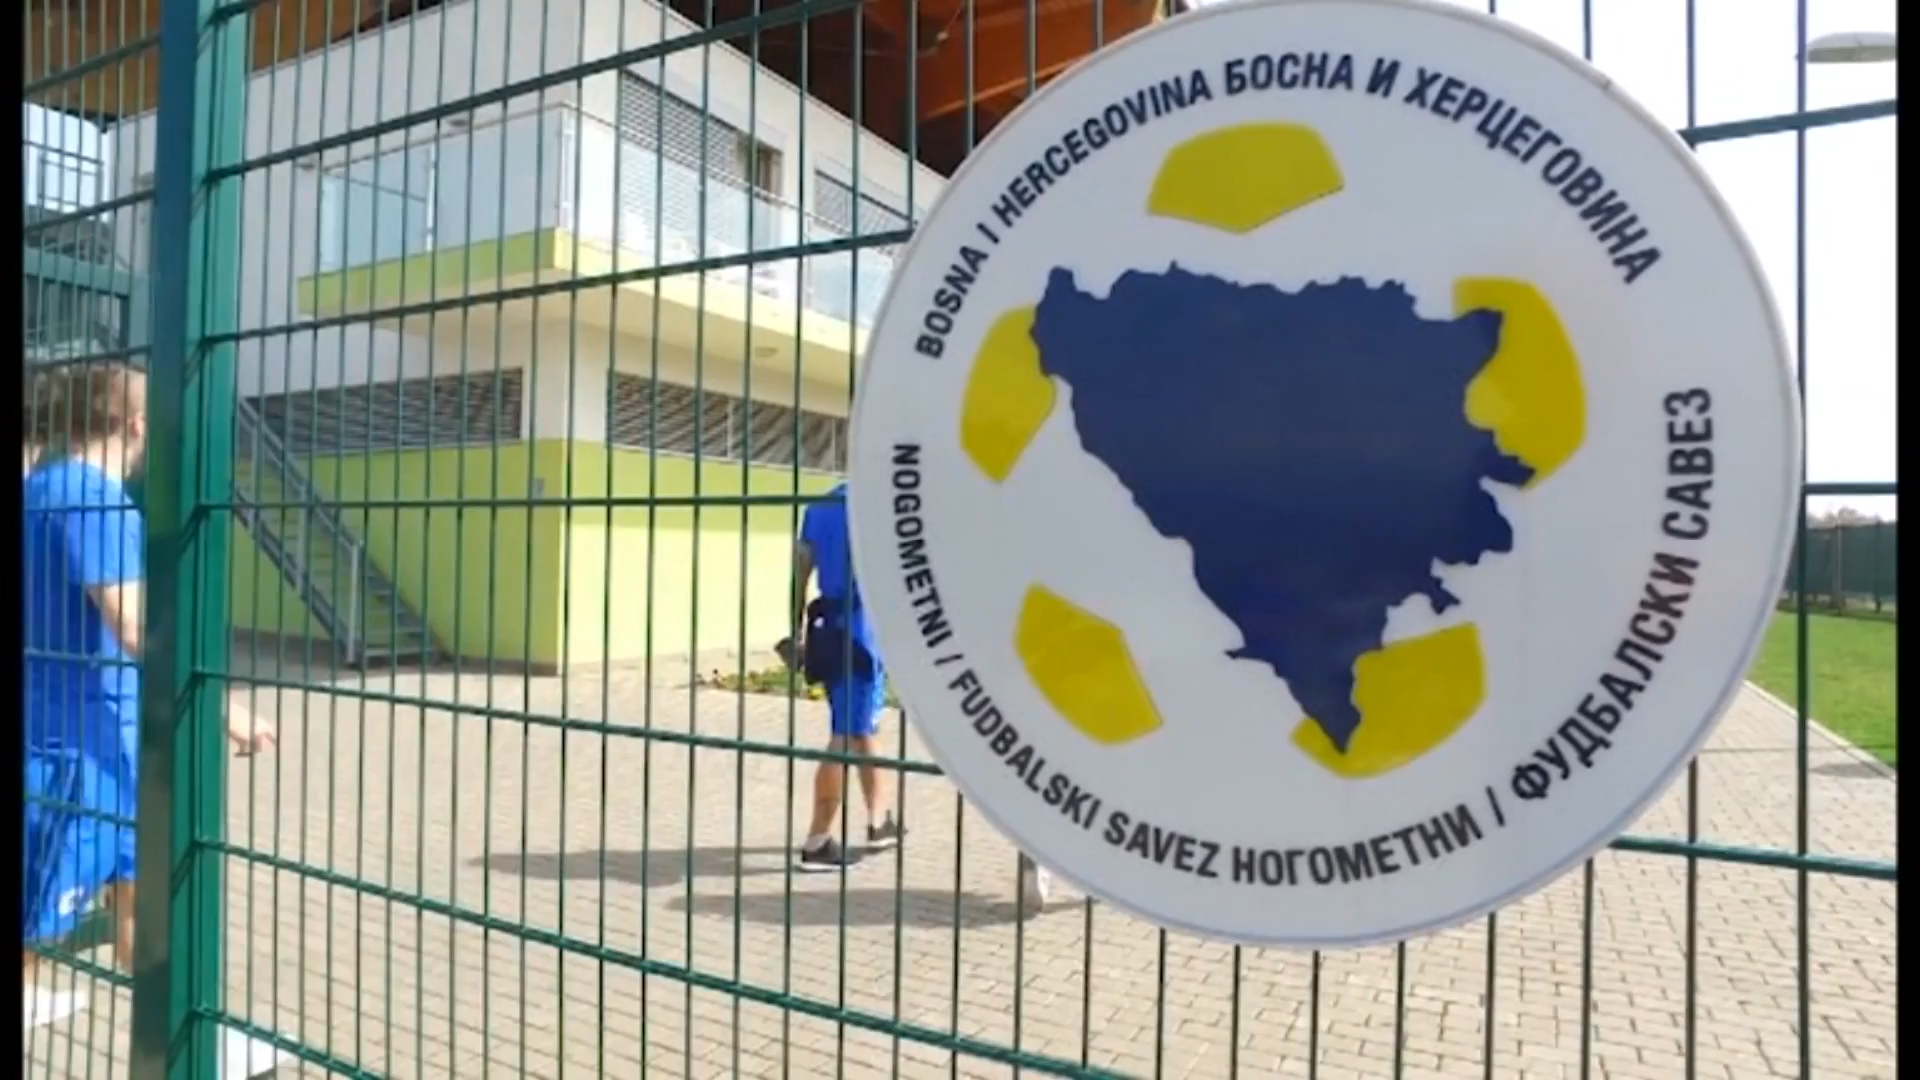 BOSNA I HERCEGOVINA БОСНА И ХЕРЦЕГОВИНА
NOGOMETNI / FUDBALSKI SAVEZ НОГОМЕТНИ / ФУДБАЛСКИ САВЕЗ